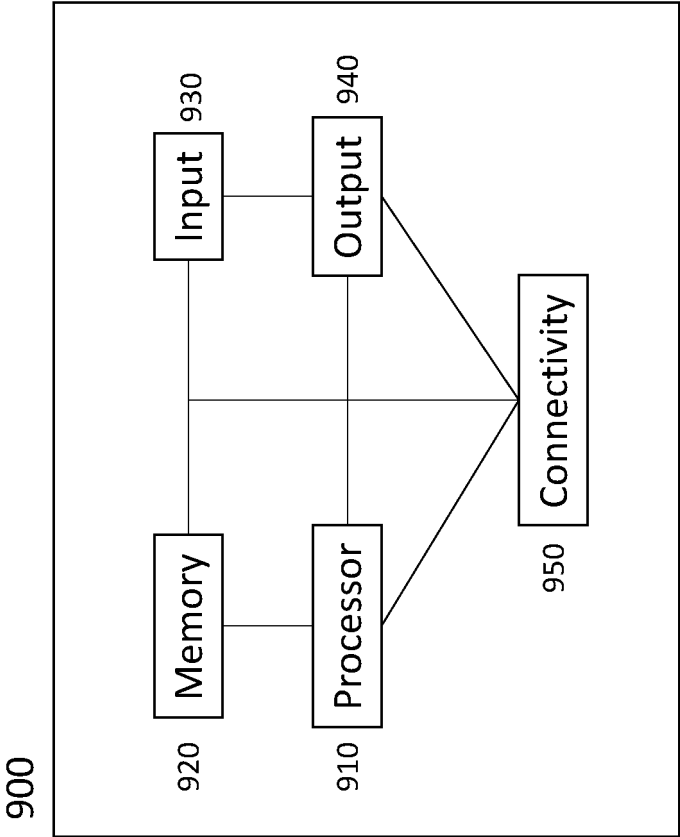 900
920
Memory
Input
930
910
Processor
Output
940
950
Connectivity